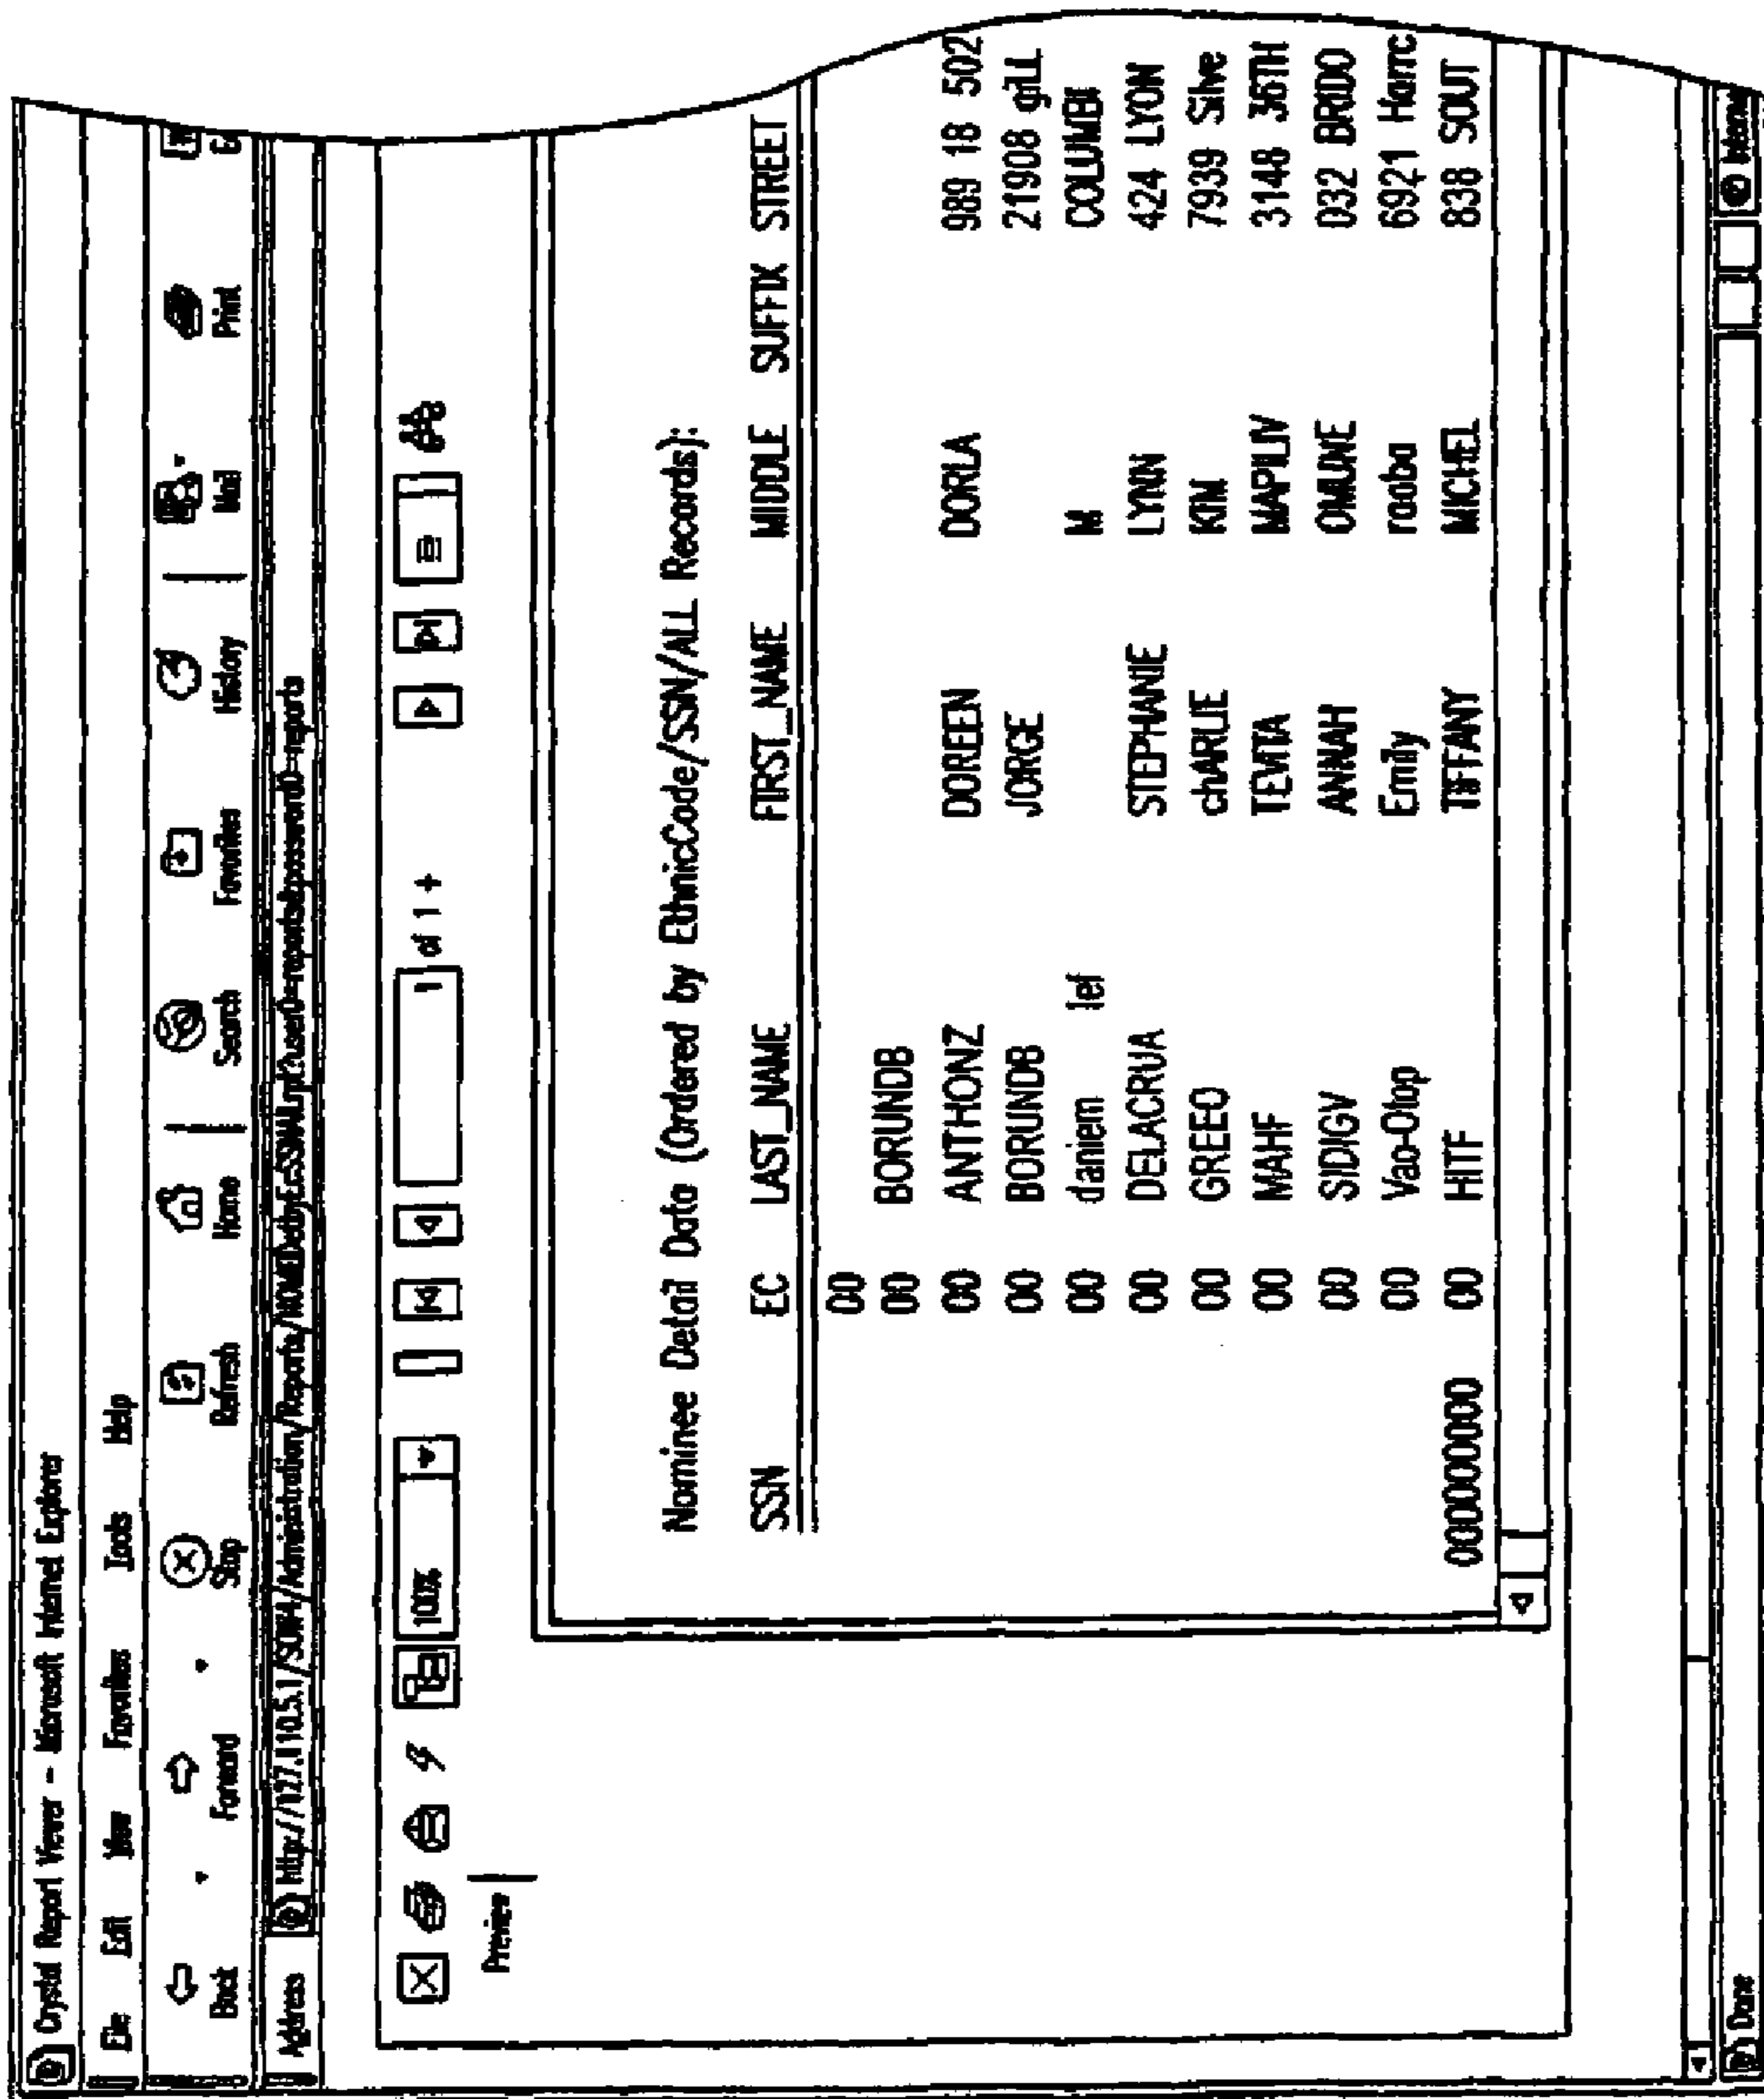 Crystal Report Viewer - Microsoft Internet Explorer
File Edit View Favorites Tools Help
Back Forward Stop Refresh Home Search Favorites History Mail Print
Address
Preview
100% 1 of 1 +
Nominee Detail Data (Ordered by EthnicCode/SSN/ALL Records):
SSN EC LAST_NAME FIRST_NAME MIDDLE SUFFIX STREET
00
00 BORUNDB
00 ANTHONZ DOREEN DORLA 989 18 502
00 BORUNDB JORGE 21908 giLL
00 daniem lef M COLUMBI
00 DELACRUA STEPHANIE LYNN 424 LYON
00 GREEO chARLIE KIM 7939 Silve
00 MAHF TEVITA MAPILIV 3148 36TH
00 SIDIGV ANNAH OMUNE 032 BRIDO
00 Vao-Otop Emily raaba 6921 Harrc
00000000 00 HITF TIFFANY MICHEL 838 SOUT
Done